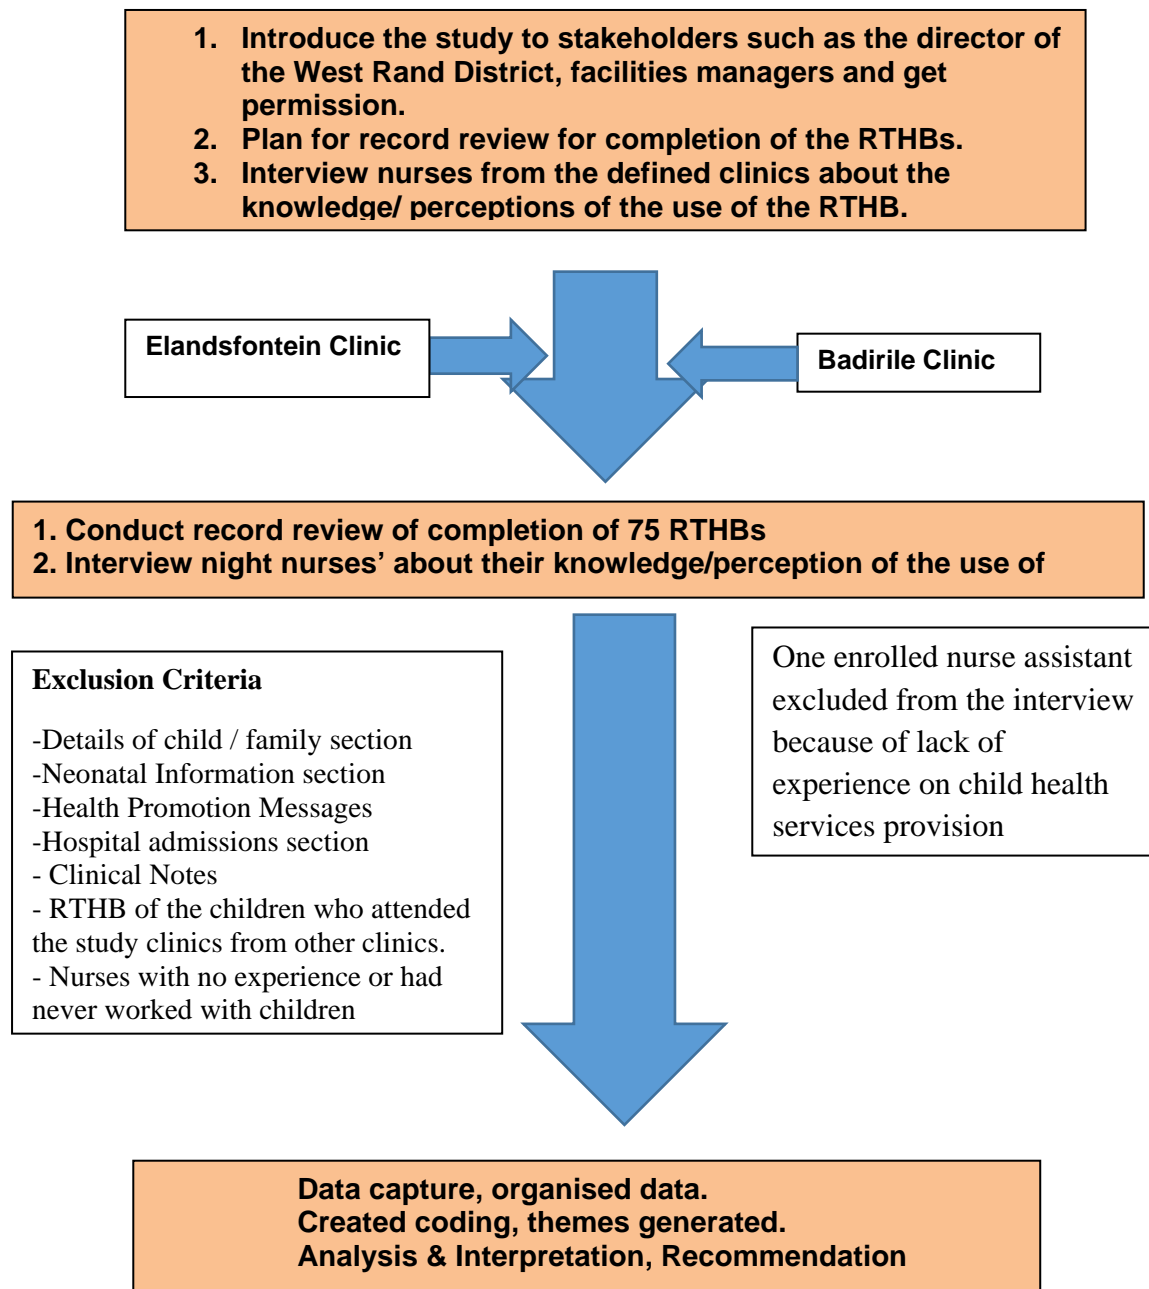 1. Introduce the study to stakeholders such as the director of
the West Rand District, facilities managers and get
permission.
2. Plan for record review for completion of the RTHBs.
3. Interview nurses from the defined clinics about the
knowledge/ perceptions of the use of the RTHB.
Elandsfontein Clinic
Badirile Clinic
1. Conduct record review of completion of 75 RTHBs
2. Interview night nurses’ about their knowledge/perception of the use of
Exclusion Criteria
-Details of child / family section
-Neonatal Information section
-Health Promotion Messages
-Hospital admissions section
- Clinical Notes
- RTHB of the children who attended
the study clinics from other clinics.
- Nurses with no experience or had
never worked with children
One enrolled nurse assistant
excluded from the interview
because of lack of
experience on child health
services provision
Data capture, organised data.
Created coding, themes generated.
Analysis & Interpretation, Recommendation